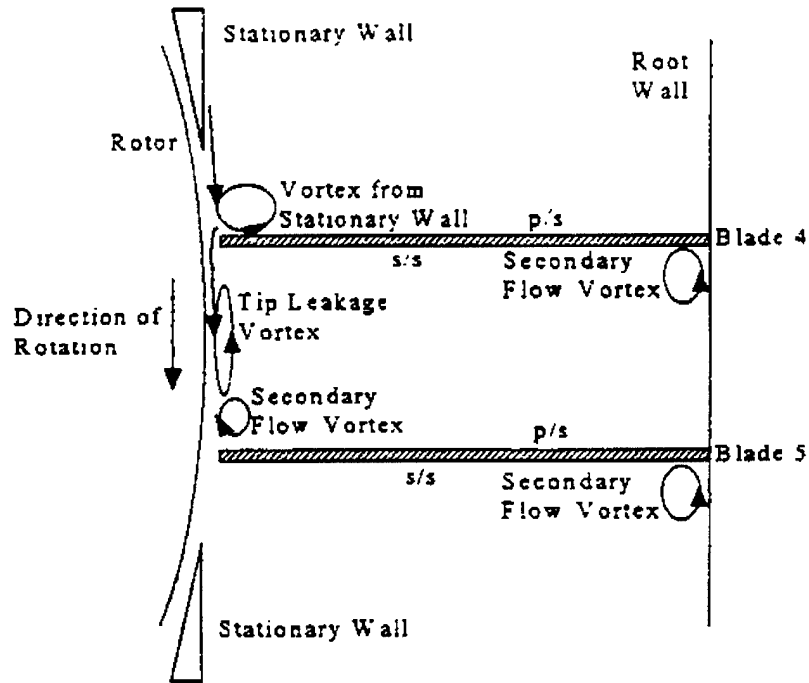 Stationary Wall
Root
Wall
Rotor
Vortex from
Stationary Wall
p/s
Blade 4
s/s
Secondary
Flow Vortex
Tip Leakage
Vortex
Direction of
Rotation
Secondary
Flow Vortex
p/s
Blade 5
s/s
Secondary
Flow Vortex
Stationary Wall